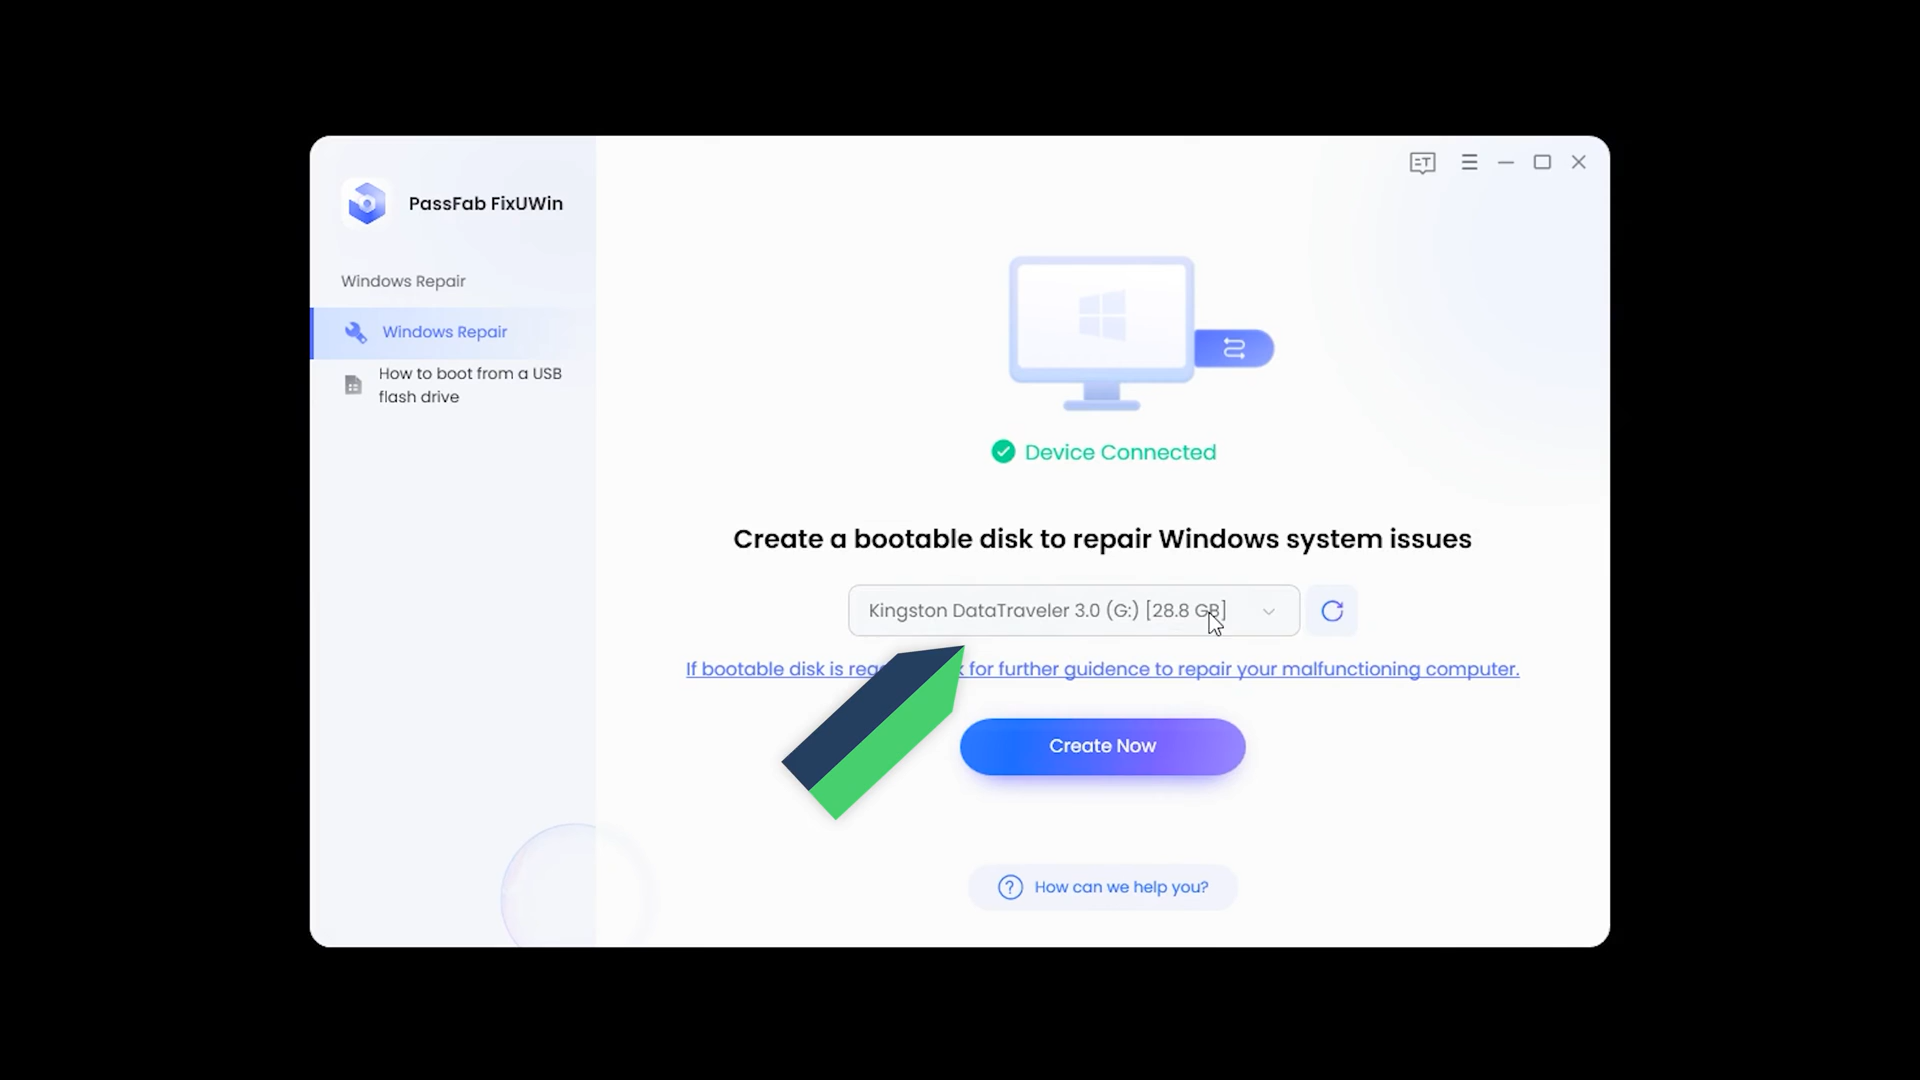 PassFab FixUWin
Windows Repair
Windows Repair
How to boot from a USB
flash drive
Device Connected
Create a bootable disk to repair Windows system issues
Kingston DataTraveler 3.0 (G:) [28.8 GB]
If bootable disk is for further guidance to repair your malfunctioning computer.
Create Now
How can we help you?